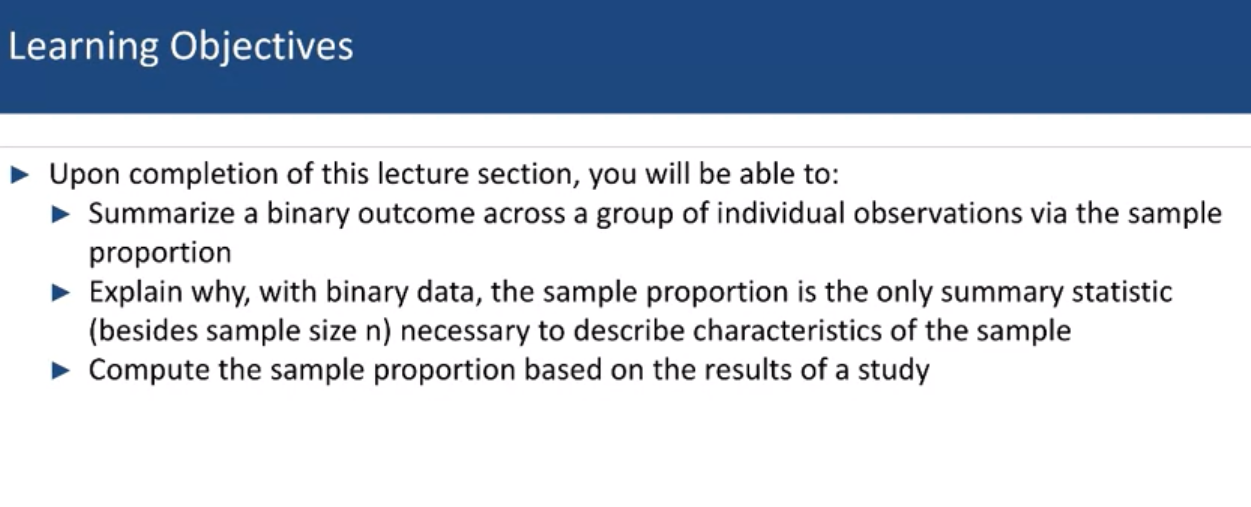 Learning Objectives
► Upon completion of this lecture section, you will be able to:
► Summarize a binary outcome across a group of individual observations via the sample
proportion
► Explain why, with binary data, the sample proportion is the only summary statistic
(besides sample size n) necessary to describe characteristics of the sample
► Compute the sample proportion based on the results of a study